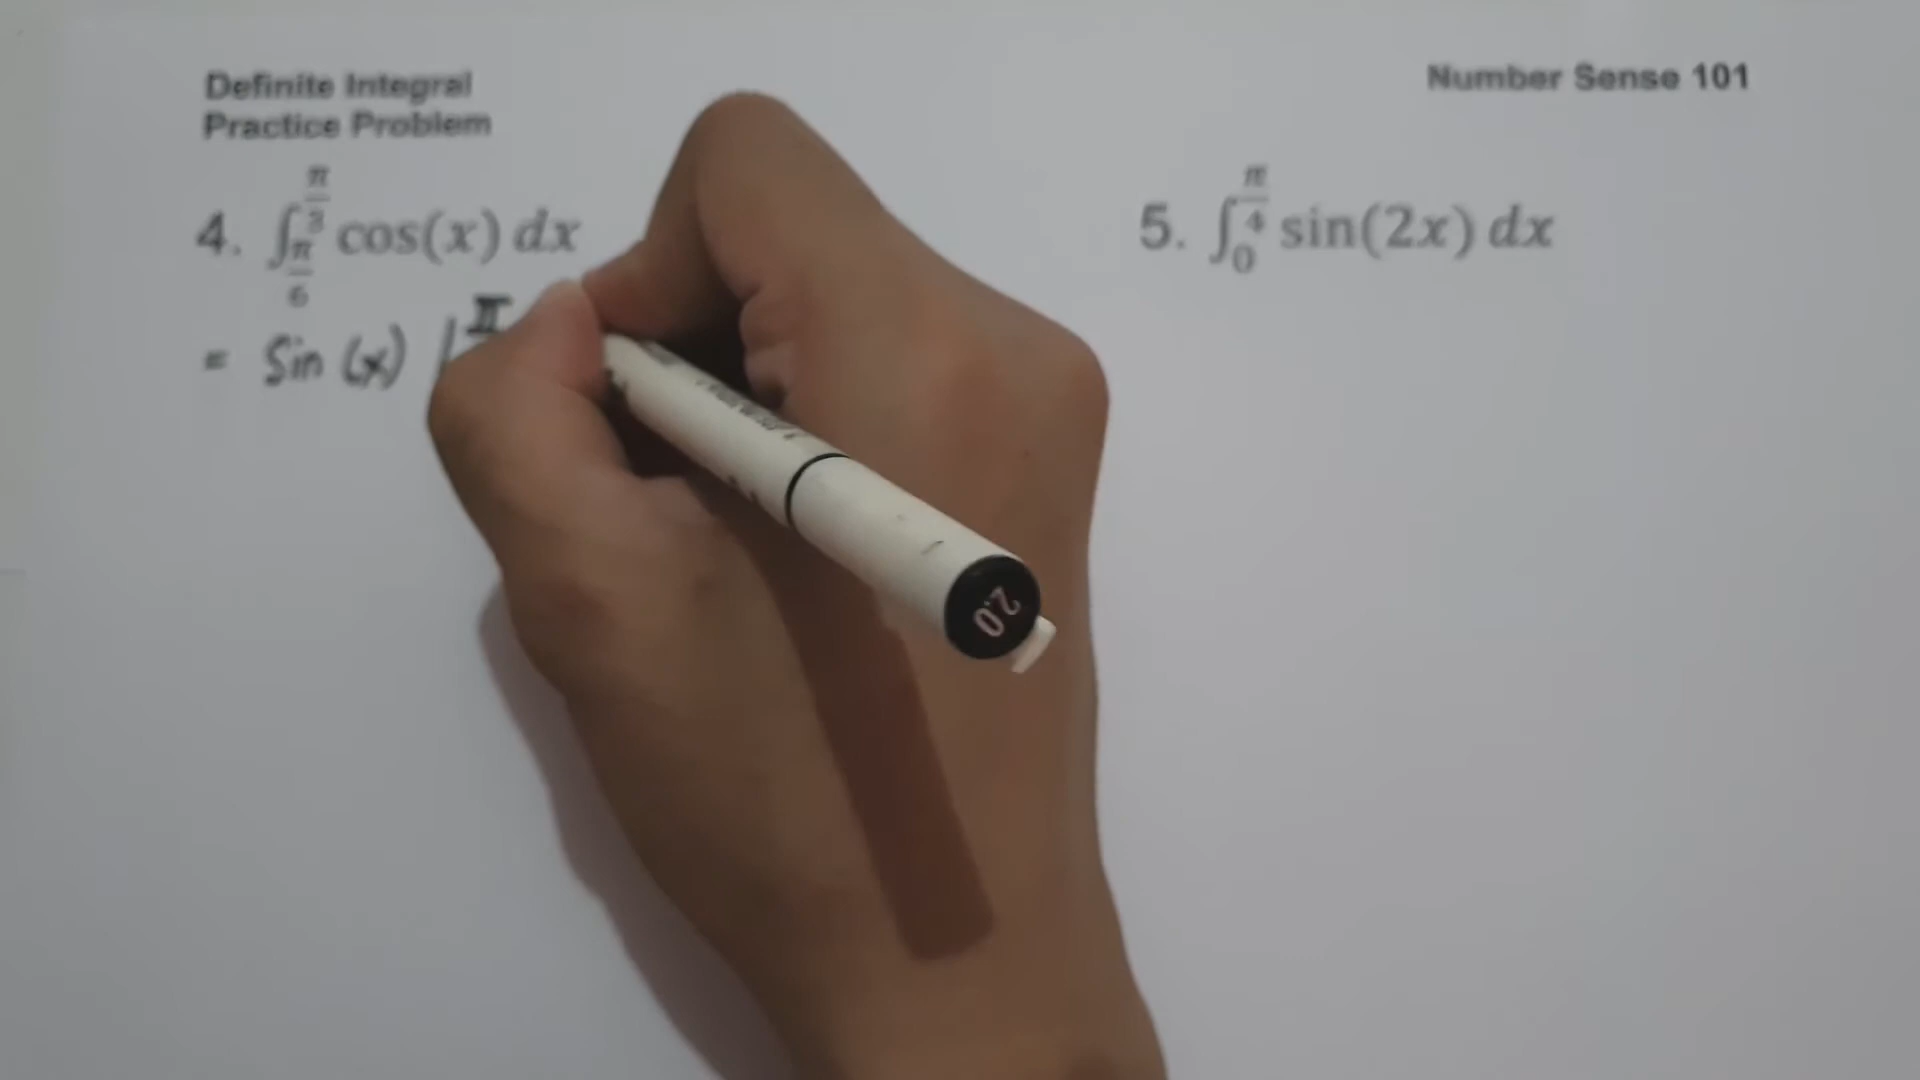 Definite Integral
Practice Problem
Number Sense 101
4. ∫_{π/6}^{π/3} cos(x) dx
= Sin (x) |^π
5. ∫_0^{π/4} sin(2x) dx
2.0